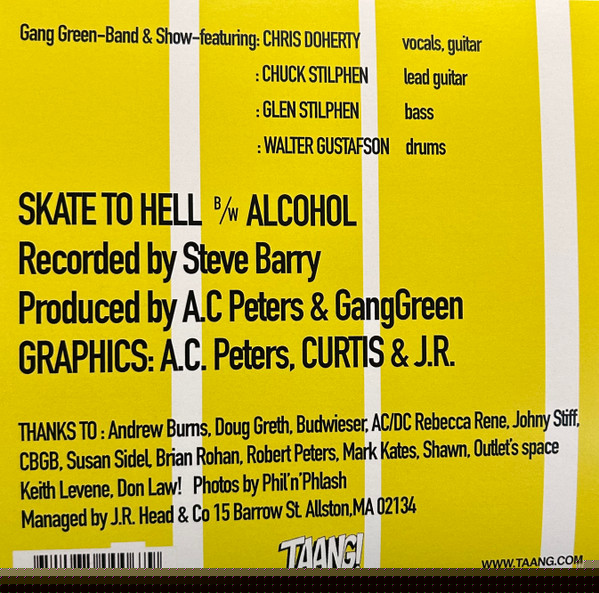 Gang Green-Band & Show-featuring: CHRIS DOHERTY vocals, guitar
: CHUCK STILPHEN lead guitar
: GLEN STILPHEN bass
: WALTER GUSTAFSON drums
SKATE TO HELL B/W ALCOHOL
Recorded by Steve Barry
Produced by A.C Peters & GangGreen
GRAPHICS: A.C. Peters, CURTIS & J.R.
THANKS TO : Andrew Burns, Doug Greth, Budwieser, AC/DC Rebecca Rene, Johny Stiff,
CBGB, Susan Sidel, Brian Rohan, Robert Peters, Mark Kates, Shawn, Outlet's space
Keith Levene, Don Law! Photos by Phil'n'Phlash
Managed by J.R. Head & Co 15 Barrow St. Allston,MA 02134
TAANG!
WWW.TAANG.COM